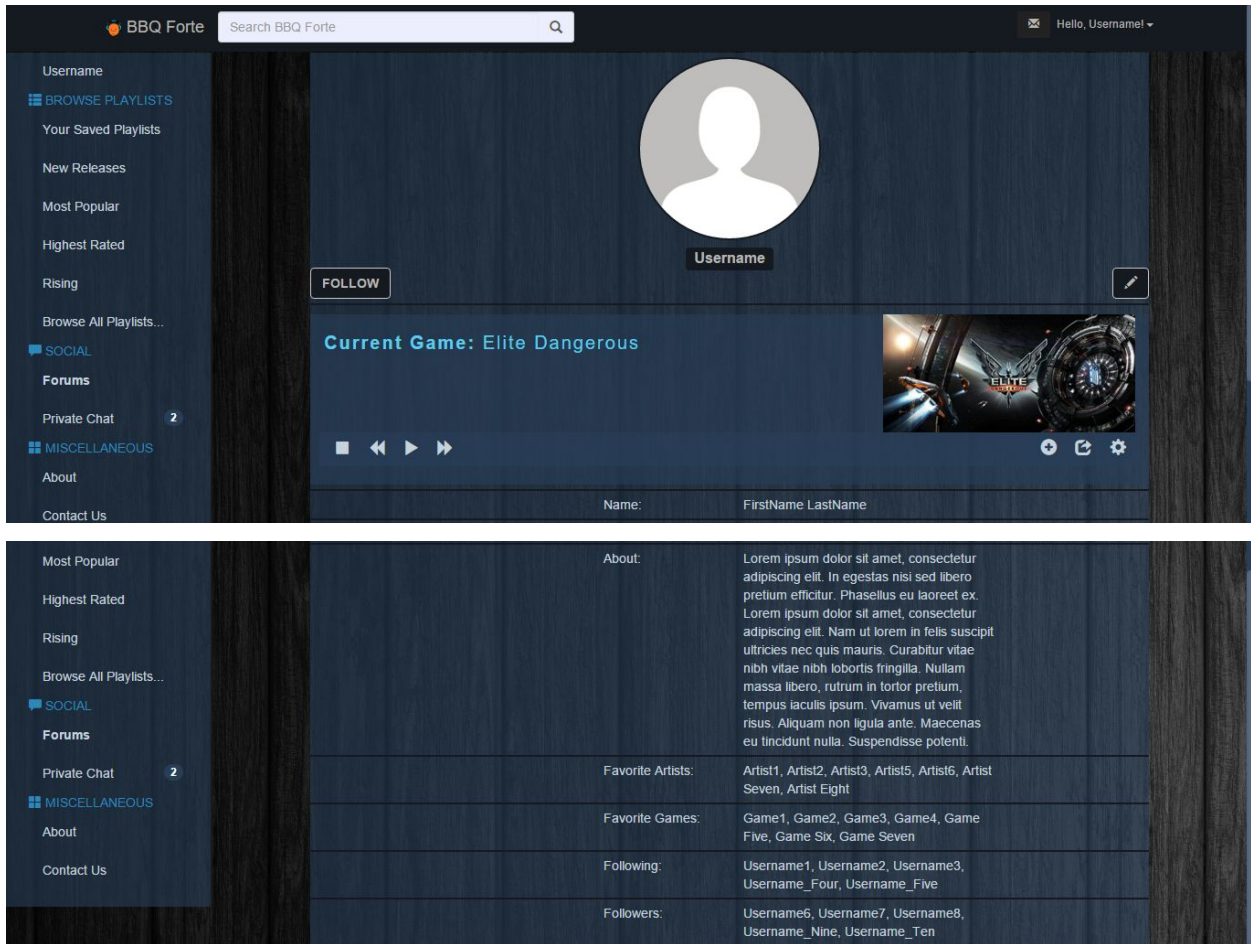 BBQ Forte
Search BBQ Forte
Hello, Username!
Username
BROWSE PLAYLISTS
Your Saved Playlists
New Releases
Most Popular
Highest Rated
Rising
Browse All Playlists...
SOCIAL
Forums
Private Chat 2
MISCELLANEOUS
About
Contact Us
Username
FOLLOW
Current Game: Elite Dangerous
ELITE
DANGEROUS
Name: FirstName LastName
Most Popular
Highest Rated
Rising
Browse All Playlists...
SOCIAL
Forums
Private Chat 2
MISCELLANEOUS
About
Contact Us
About: Lorem ipsum dolor sit amet, consectetur
adipiscing elit. In egestas nisi sed libero
pretium efficitur. Phasellus eu laoreet ex.
Lorem ipsum dolor sit amet, consectetur
adipiscing elit. Nam ut lorem in felis suscipit
ultricies nec quis mauris. Curabitur vitae
nibh vitae nibh lobortis fringilla. Nullam
massa libero, rutrum in tortor pretium,
tempus iaculis ipsum. Vivamus ut velit
risus. Aliquam non ligula ante. Maecenas
eu tincidunt nulla. Suspendisse potenti.
Favorite Artists: Artist1, Artist2, Artist3, Artist5, Artist6, Artist
Seven, Artist Eight
Favorite Games: Game1, Game2, Game3, Game4, Game
Five, Game Six, Game Seven
Following: Username1, Username2, Username3,
Username_Four, Username_Five
Followers: Username6, Username7, Username8,
Username_Nine, Username_Ten